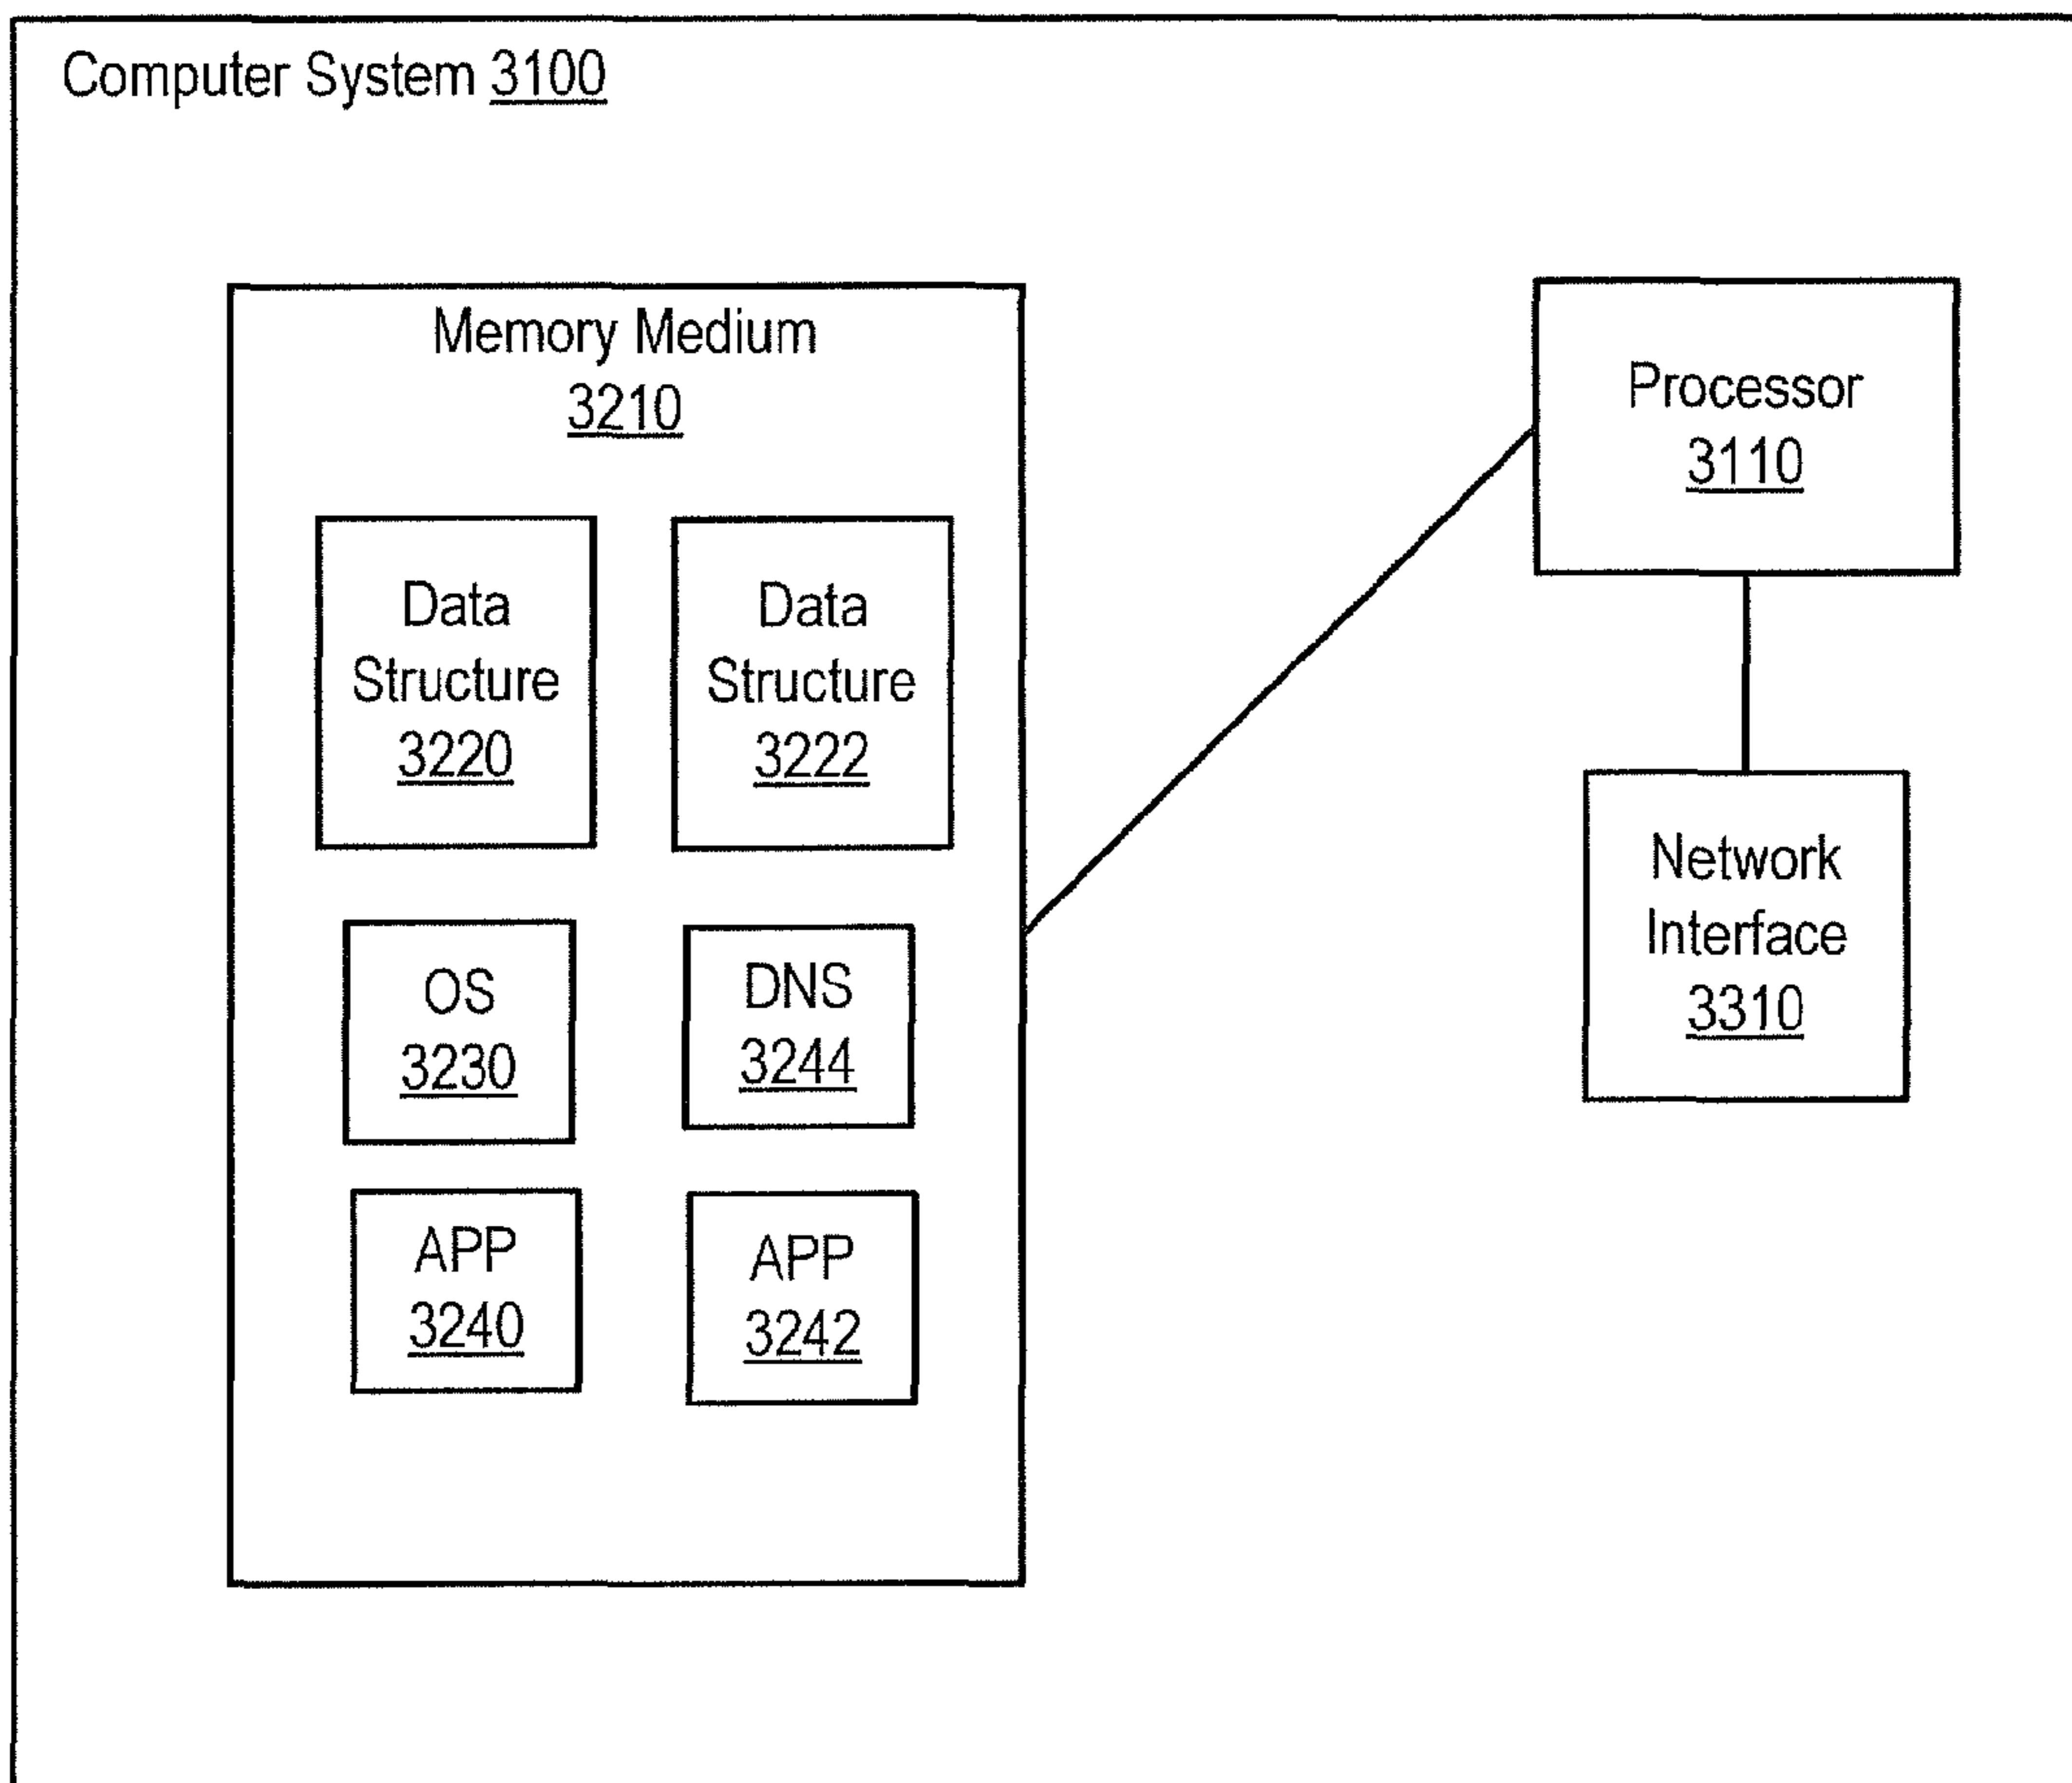 Computer System 3100
Memory Medium
3210
Data
Structure
3220
Data
Structure
3222
OS
3230
DNS
3244
APP
3240
APP
3242
Processor
3110
Network
Interface
3310